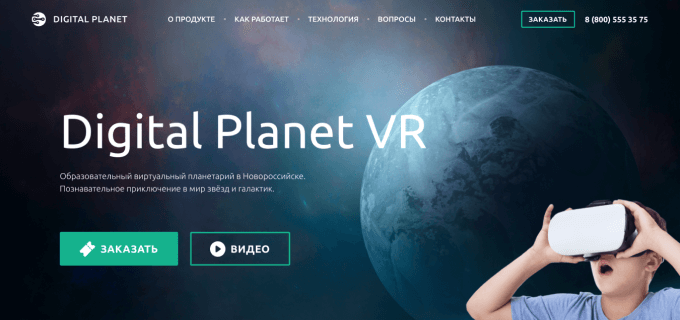 DIGITAL PLANET
О ПРОДУКТЕ • КАК РАБОТАЕТ • ТЕХНОЛОГИЯ • ВОПРОСЫ • КОНТАКТЫ
ЗАКАЗАТЬ
8 (800) 555 35 75
Digital Planet VR
Образовательный виртуальный планетарий в Новороссийске.
Познавательное приключение в мир звёзд и галактик.
ЗАКАЗАТЬ
ВИДЕО